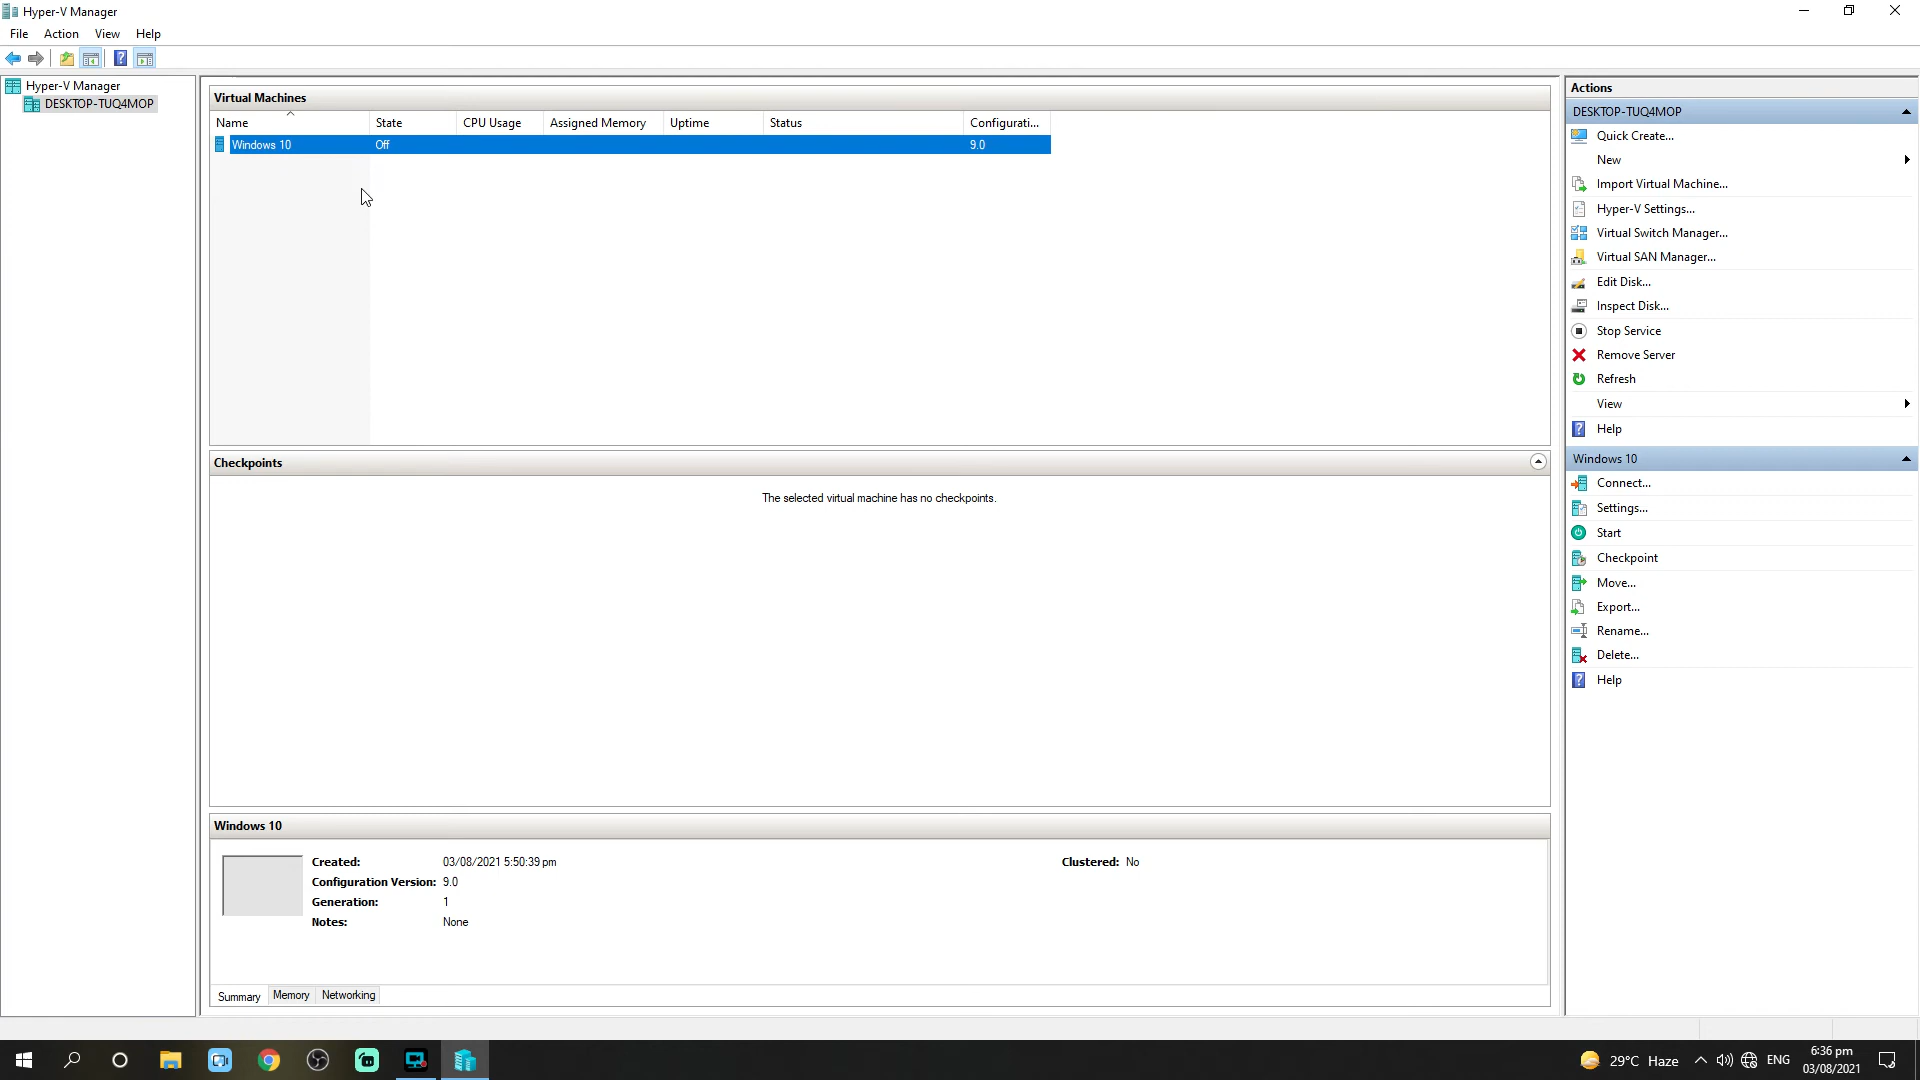 Hyper-V Manager
File Action View Help
Hyper-V Manager
DESKTOP-TUQ4MOP
Virtual Machines
Name State CPU Usage Assigned Memory Uptime Status Configurati...
Windows 10 Off 9.0
Checkpoints
The selected virtual machine has no checkpoints.
Windows 10
Created: 03/08/2021 5:50:39 pm Clustered: No
Configuration Version: 9.0
Generation: 1
Notes: None
Summary Memory Networking
Actions
DESKTOP-TUQ4MOP
Quick Create...
New
Import Virtual Machine...
Hyper-V Settings...
Virtual Switch Manager...
Virtual SAN Manager...
Edit Disk...
Inspect Disk...
Stop Service
Remove Server
Refresh
View
Help
Windows 10
Connect...
Settings...
Start
Checkpoint
Move...
Export...
Rename...
Delete...
Help
29°C Haze ENG 6:36 pm
03/08/2021